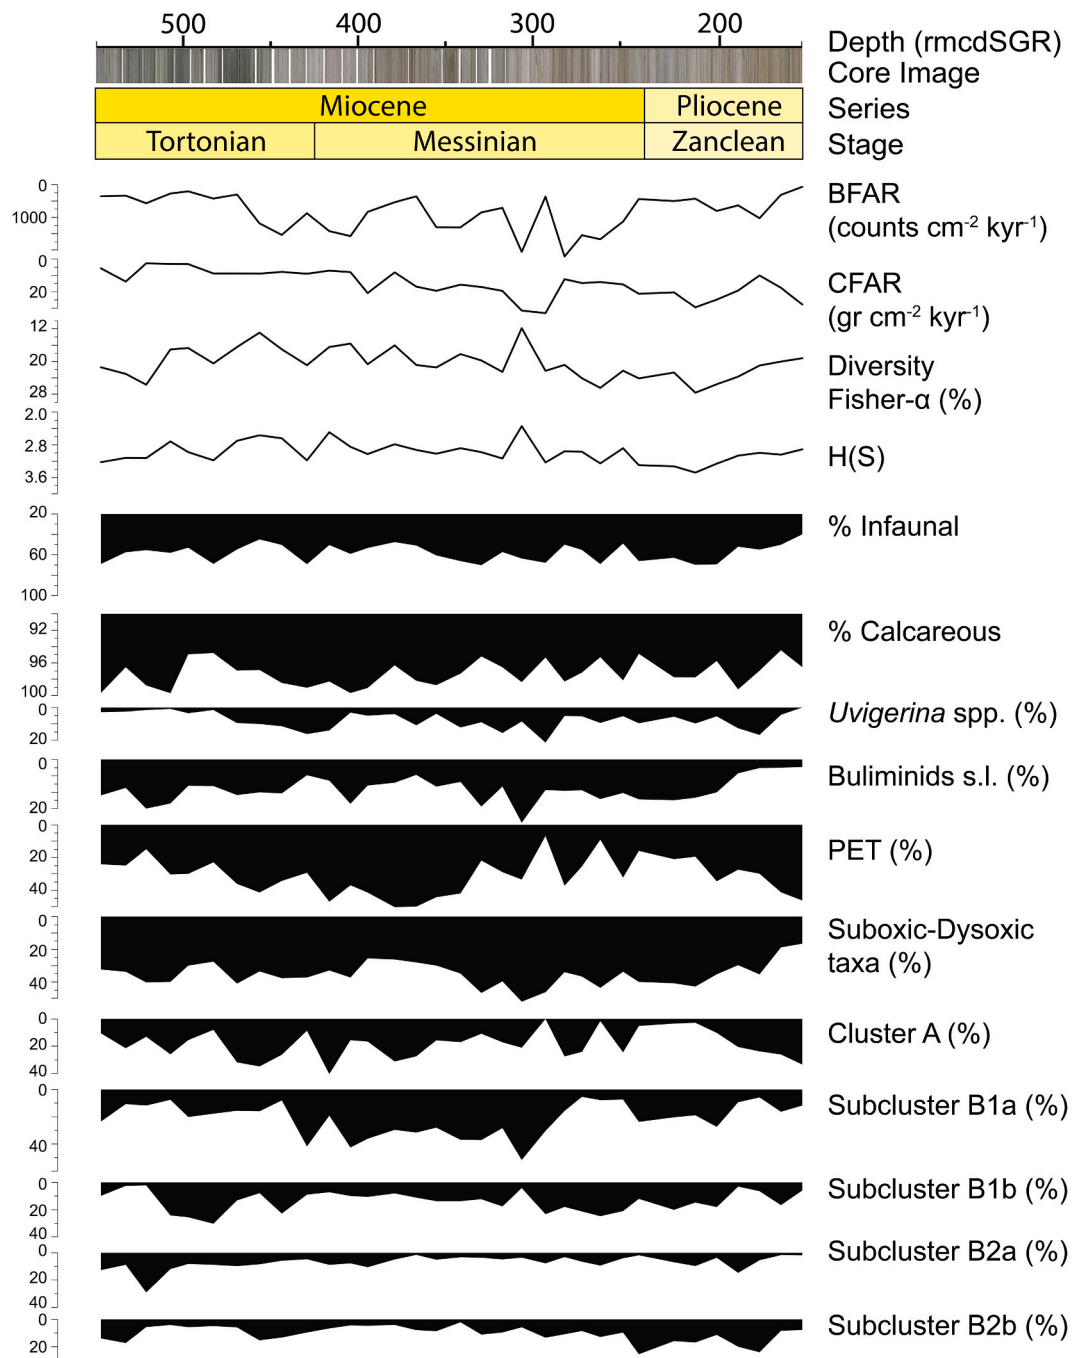 500 400 300 200
Depth (rmcdSGR)
Core Image
Miocene Pliocene Series
Tortonian Messinian Zanclean Stage
0
1000
BFAR
(counts cm⁻² kyr⁻¹)
0
20
CFAR
(gr cm⁻² kyr⁻¹)
12
20
28
Diversity
Fisher-α (%)
2.0
2.8
3.6
H(S)
20
60
100
% Infaunal
92
96
100
% Calcareous
0
20
Uvigerina spp. (%)
0
20
Buliminids s.l. (%)
0
20
40
PET (%)
0
20
40
Suboxic-Dysoxic
taxa (%)
0
20
40
Cluster A (%)
0
40
Subcluster B1a (%)
0
20
40
Subcluster B1b (%)
0
20
40
Subcluster B2a (%)
0
20
Subcluster B2b (%)